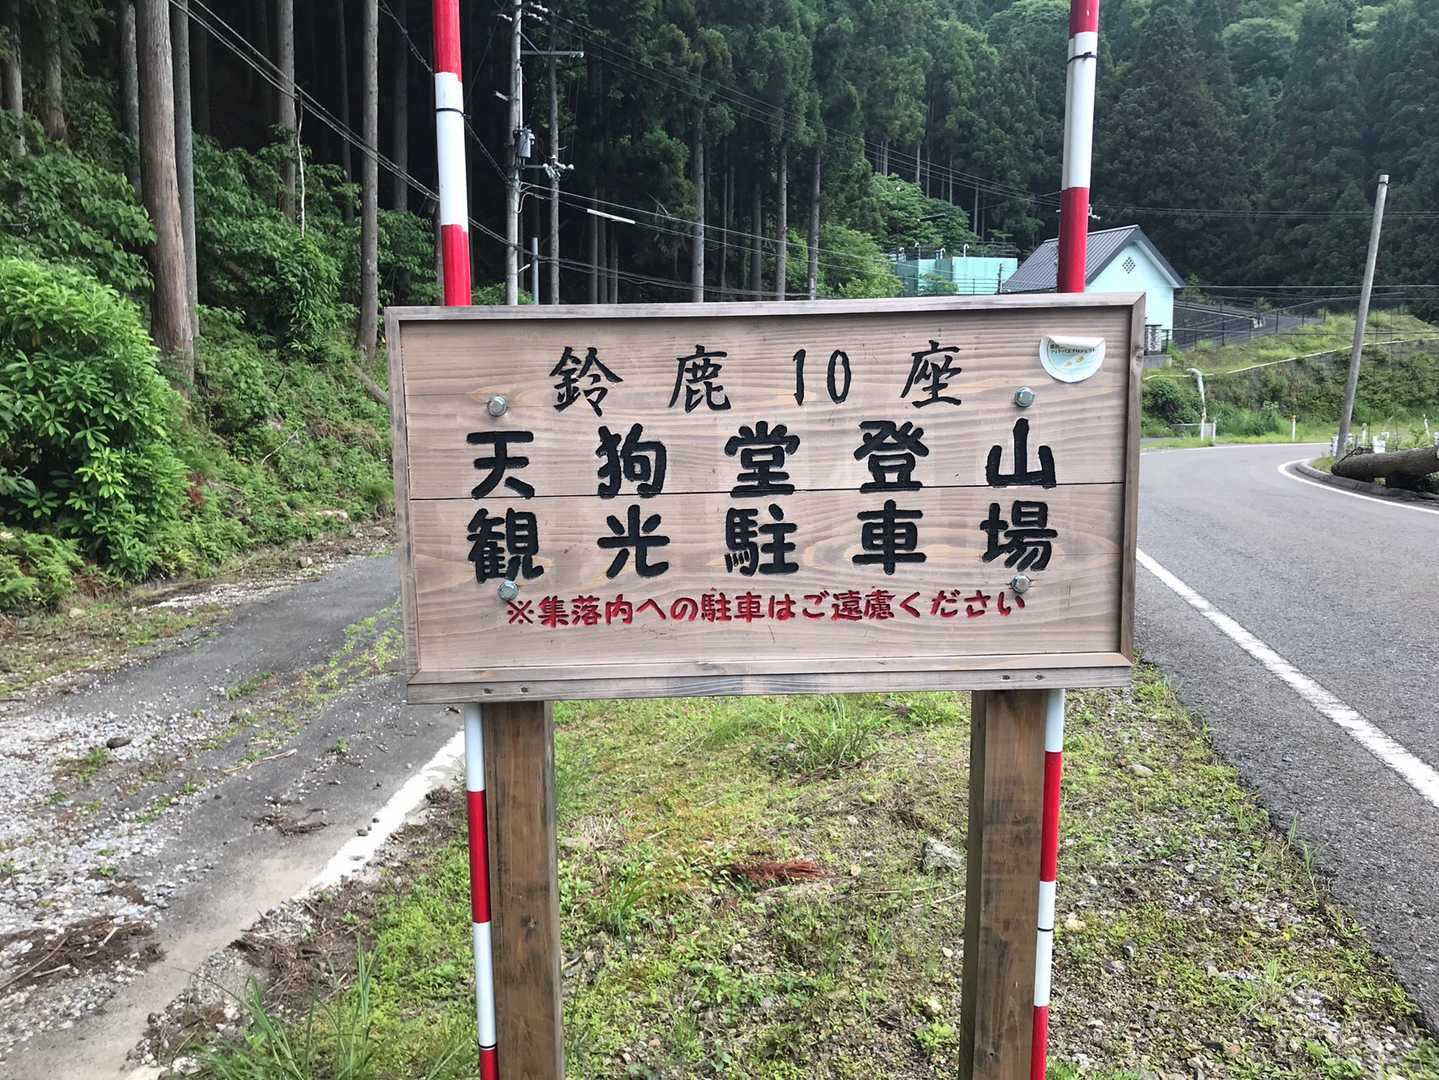 鈴鹿10座
天狗堂登山
観光駐車場
※集落内への駐車はご遠慮ください